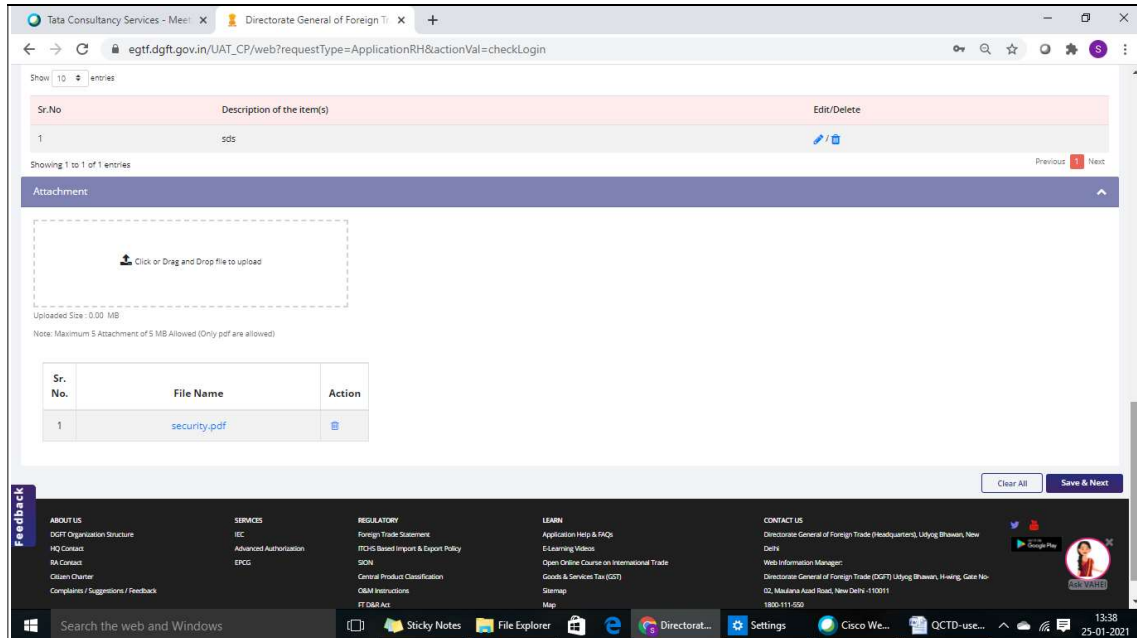 Tata Consultancy Services - Meet
Directorate General of Foreign Tr
egtf.dgft.gov.in/UAT_CP/web?requestType=ApplicationRH&actionVal=checkLogin
S
Show 10 entries
Sr.No Description of the item(s) Edit/Delete
1 sds /
Showing 1 to 1 of 1 entries
Previous 1 Next
Attachment
Click or Drag and Drop file to upload
Uploaded Size : 0.00 MB
Note: Maximum 5 Attachment of 5 MB Allowed (Only pdf are allowed)
Sr. No. File Name Action
1 security.pdf
Clear All Save & Next
Feedback
ABOUT US
DGFT Organization Structure
HQ Contact
RA Contact
Citizen Charter
Complaints / Suggestions / Feedback
SERVICES
IEC
Advanced Authorization
EPCG
REGULATORY
Foreign Trade Statement
ITCHS Based Import & Export Policy
SION
Central Product Classification
O&M Instructions
FT D&R Act
LEARN
Application Help & FAQs
E-Learning Videos
Open Online Course on International Trade
Goods & Services Tax (GST)
Sitemap
Map
CONTACT US
Directorate General of Foreign Trade (Headquarters), Udyog Bhawan, New
Delhi
Web Information Manager:
Directorate General of Foreign Trade (DGFT) Udyog Bhawan, H-wing, Gate No-
02, Maulana Azad Road, New Delhi -110011
1800-111-550
Google Play
Ask VAHEI
Search the web and Windows
Sticky Notes
File Explorer
Directorat...
Settings
Cisco We...
QCTD-use...
13:38
25-01-2021